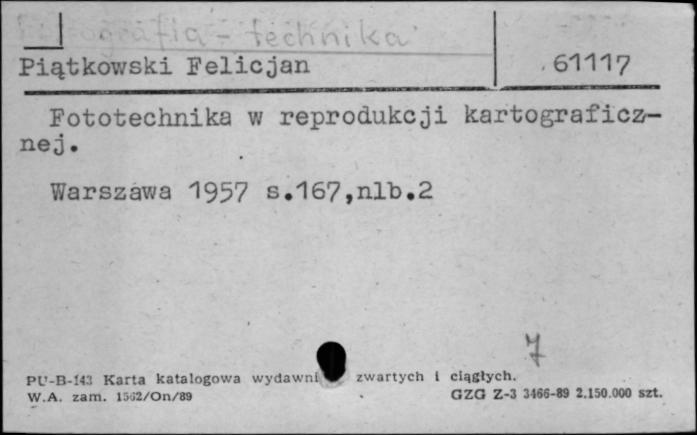 Fotografia - technika
Piątkowski Felicjan
61117
Fototechnika w reprodukcji kartograficz-
nej.
Warszawa 1957 s.167,nlb.2
7
PU-B-143 Karta katalogowa wydawni zwartych i ciągłych.
W.A. zam. 1562/On/89
GZG Z-3 3466-89 2.150.000 szt.